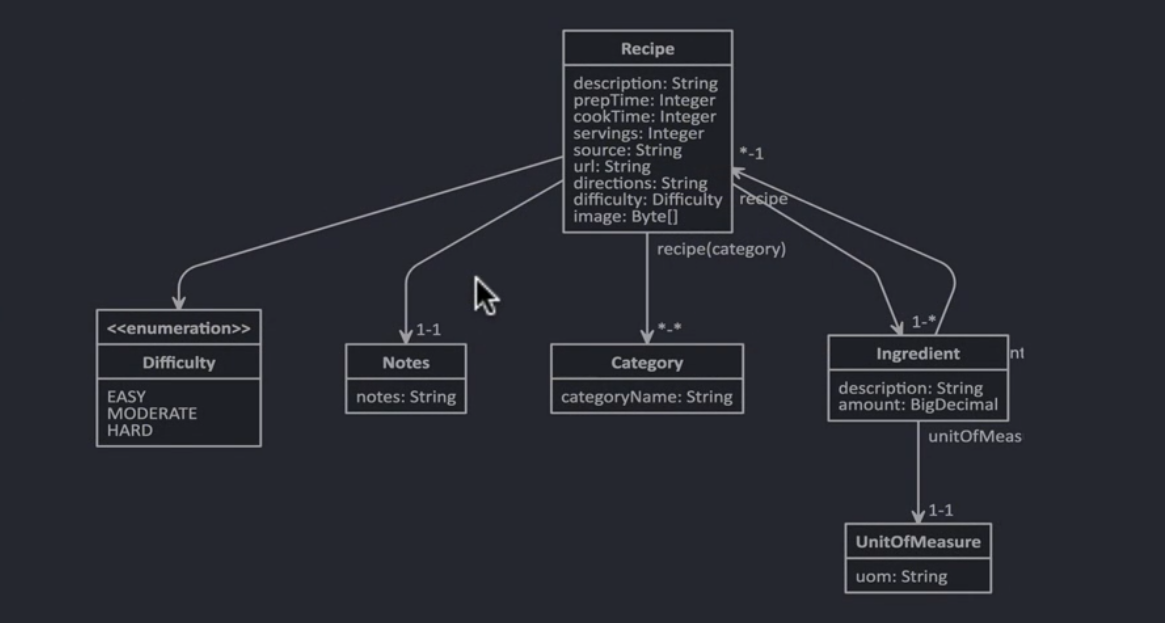 Recipe
description: String
prepTime: Integer
cookTime: Integer
servings: Integer
source: String
url: String
directions: String
difficulty: Difficulty
image: Byte[]
*-1
recipe
recipe(category)
<<enumeration>>
Difficulty
EASY
MODERATE
HARD
1-1
Notes
notes: String
*-*
Category
categoryName: String
1-*
Ingredient
nt
description: String
amount: BigDecimal
unitOfMeas
1-1
UnitOfMeasure
uom: String